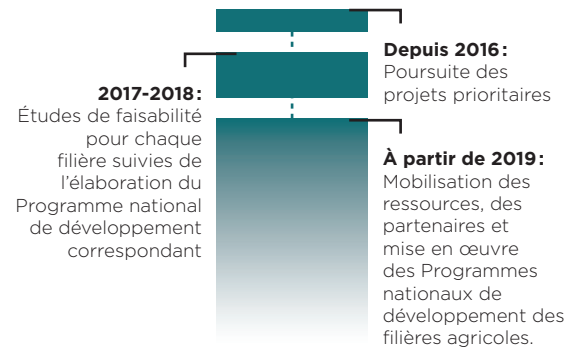 Depuis 2016 :
Poursuite des
projets prioritaires
2017-2018 :
Études de faisabilité
pour chaque
filière suivies de
l’élaboration du
Programme national
de développement
correspondant
À partir de 2019 :
Mobilisation des
ressources, des
partenaires et
mise en œuvre
des Programmes
nationaux de
développement des
filières agricoles.